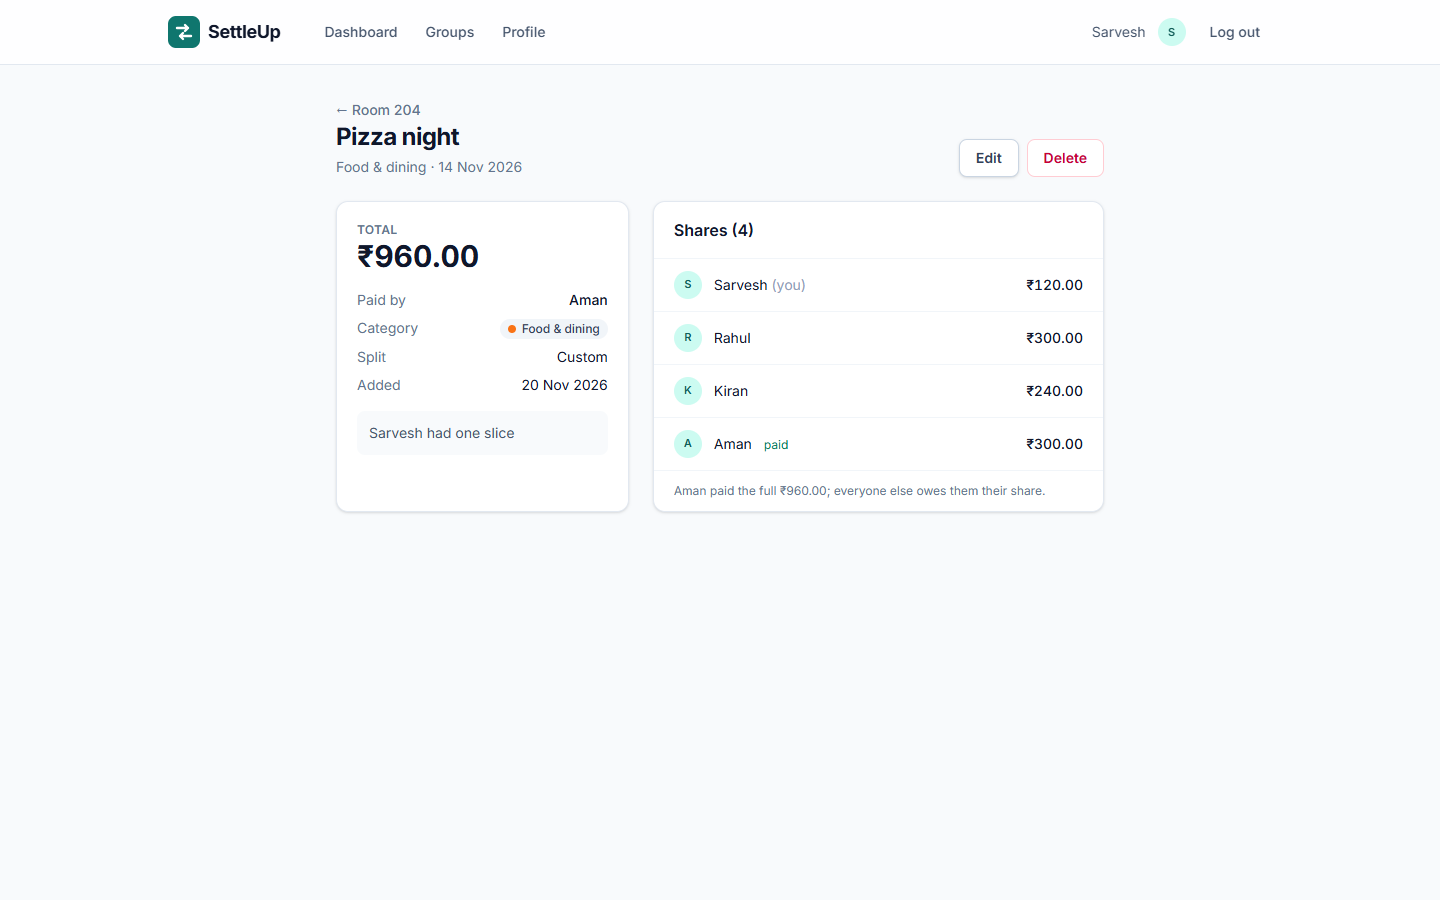 SettleUp Dashboard Groups Profile Sarvesh S Log out
← Room 204
Pizza night
Food & dining · 14 Nov 2026
Edit Delete
TOTAL
₹960.00
Paid by Aman
Category Food & dining
Split Custom
Added 20 Nov 2026
Sarvesh had one slice
Shares (4)
S Sarvesh (you) ₹120.00
R Rahul ₹300.00
K Kiran ₹240.00
A Aman paid ₹300.00
Aman paid the full ₹960.00; everyone else owes them their share.